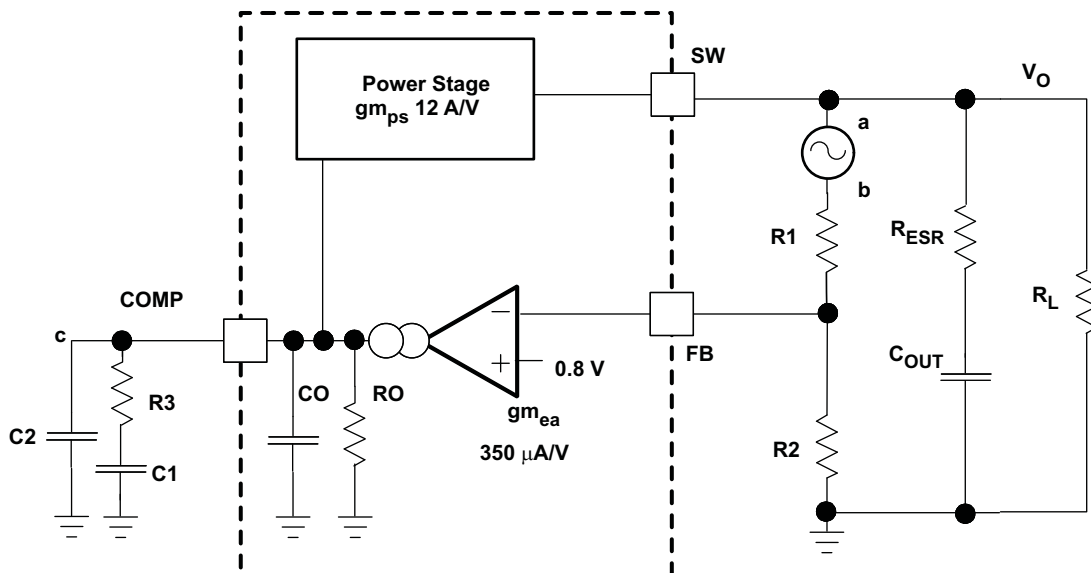 Power Stage
gm_ps 12 A/V
SW
V_O
a
b
R1
R_ESR
R_L
COMP
c
FB
0.8 V
R3
CO
RO
C_OUT
gm_ea
350 μA/V
C2
C1
R2